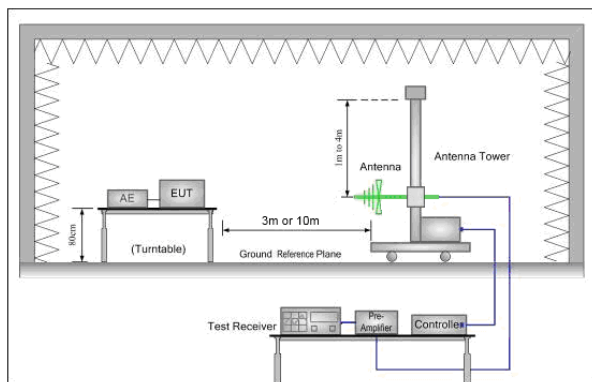 1m to 4m
Antenna
Antenna Tower
AE
EUT
80cm
(Turntable)
3m or 10m
Ground Reference Plane
Test Receiver
Pre-
Amplifier
Controller